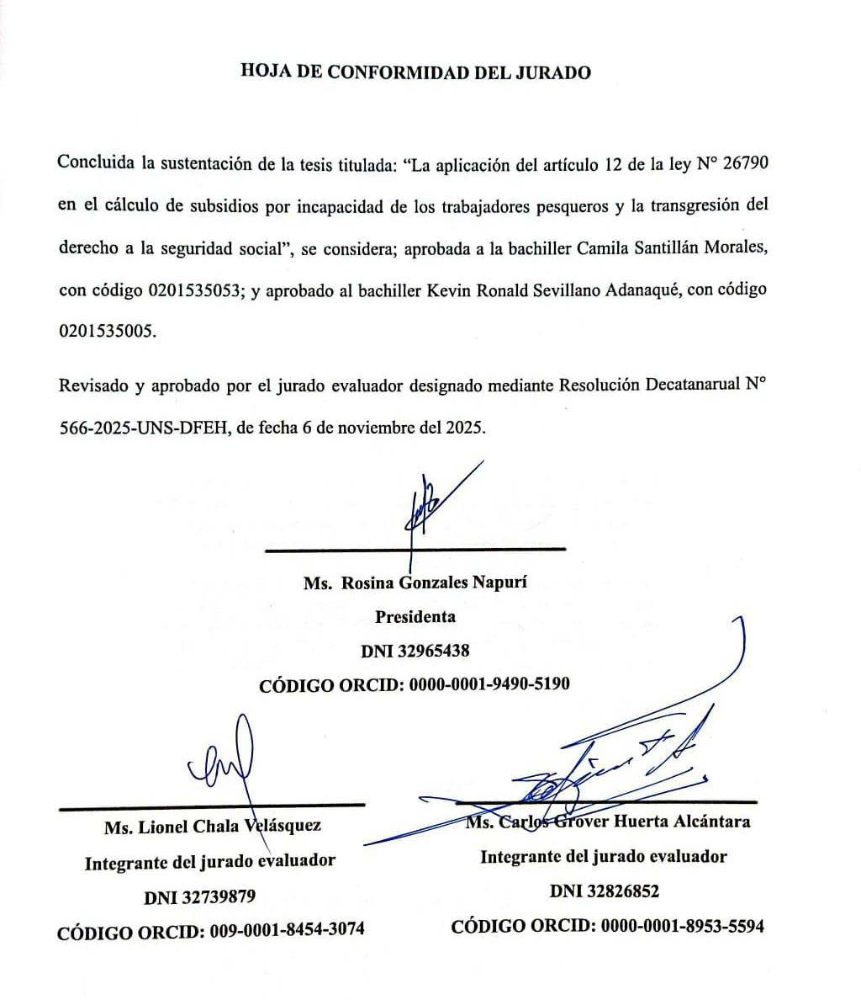 HOJA DE CONFORMIDAD DEL JURADO
Concluida la sustentación de la tesis titulada: “La aplicación del artículo 12 de la ley N° 26790
en el cálculo de subsidios por incapacidad de los trabajadores pesqueros y la transgresión del
derecho a la seguridad social”, se considera; aprobada a la bachiller Camila Santillán Morales,
con código 0201535053; y aprobado al bachiller Kevin Ronald Sevillano Adanaqué, con código
0201535005.
Revisado y aprobado por el jurado evaluador designado mediante Resolución Decatanarual N°
566-2025-UNS-DFEH, de fecha 6 de noviembre del 2025.
Ms. Rosina Gonzales Napurí
Presidenta
DNI 32965438
CÓDIGO ORCID: 0000-0001-9490-5190
Ms. Lionel Chala Velásquez
Integrante del jurado evaluador
DNI 32739879
CÓDIGO ORCID: 009-0001-8454-3074
Ms. Carlos Grover Huerta Alcántara
Integrante del jurado evaluador
DNI 32826852
CÓDIGO ORCID: 0000-0001-8953-5594